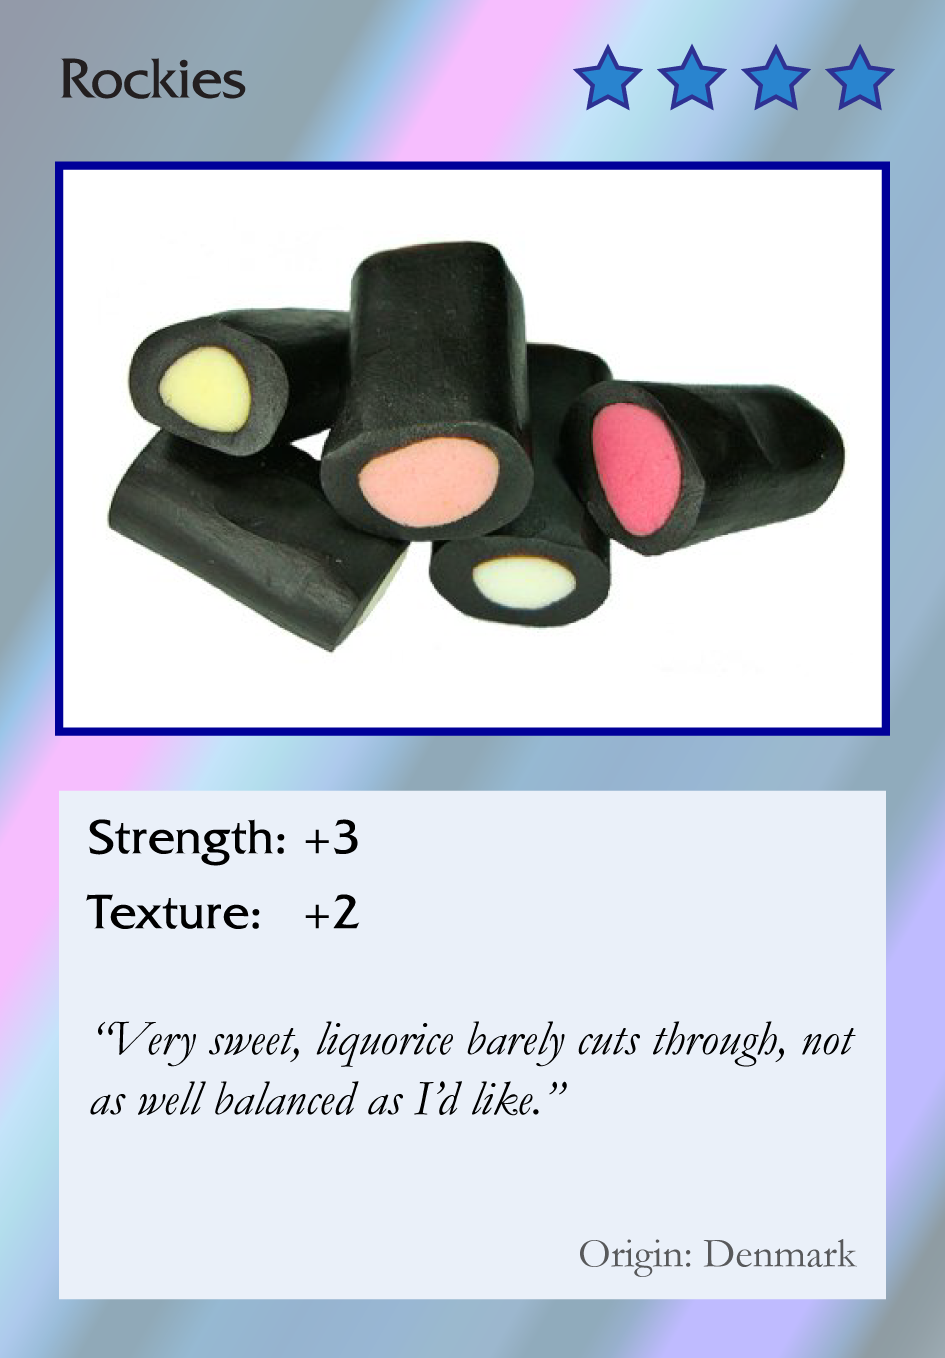 Rockies
Strength: +3
Texture: +2
“Very sweet, liquorice barely cuts through, not
as well balanced as I’d like.”
Origin: Denmark